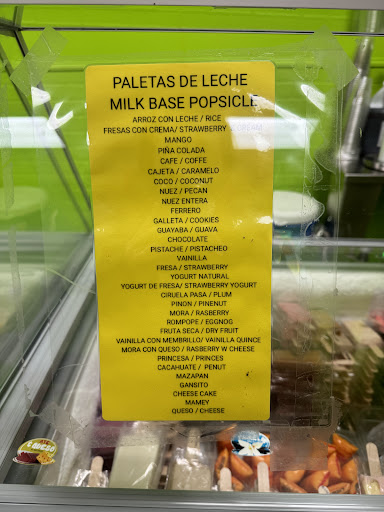 PALETAS DE LECHE
MILK BASE POPSICLE
ARROZ CON LECHE / RICE
FRESAS CON CREMA/ STRAWBERRY & CREAM
MANGO
PIÑA COLADA
CAFE / COFFE
CAJETA / CARAMELO
COCO / COCONUT
NUEZ / PECAN
NUEZ ENTERA
FERRERO
GALLETA / COOKIES
GUAYABA / GUAVA
CHOCOLATE
PISTACHE / PISTACHEO
VAINILLA
FRESA / STRAWBERRY
YOGURT NATURAL
YOGURT DE FRESA/ STRAWBERRY YOGURT
CIRUELA PASA / PLUM
PINON / PINENUT
MORA / RASBERRY
ROMPOPE / EGGNOG
FRUTA SECA / DRY FRUIT
VAINILLA CON MEMBRILLO/ VAINILLA QUINCE
MORA CON QUESO / RASBERRY W CHEESE
PRINCESA / PRINCES
CACAHUATE / PENUT
MAZAPAN
GANSITO
CHEESE CAKE
MAMEY
QUESO / CHEESE